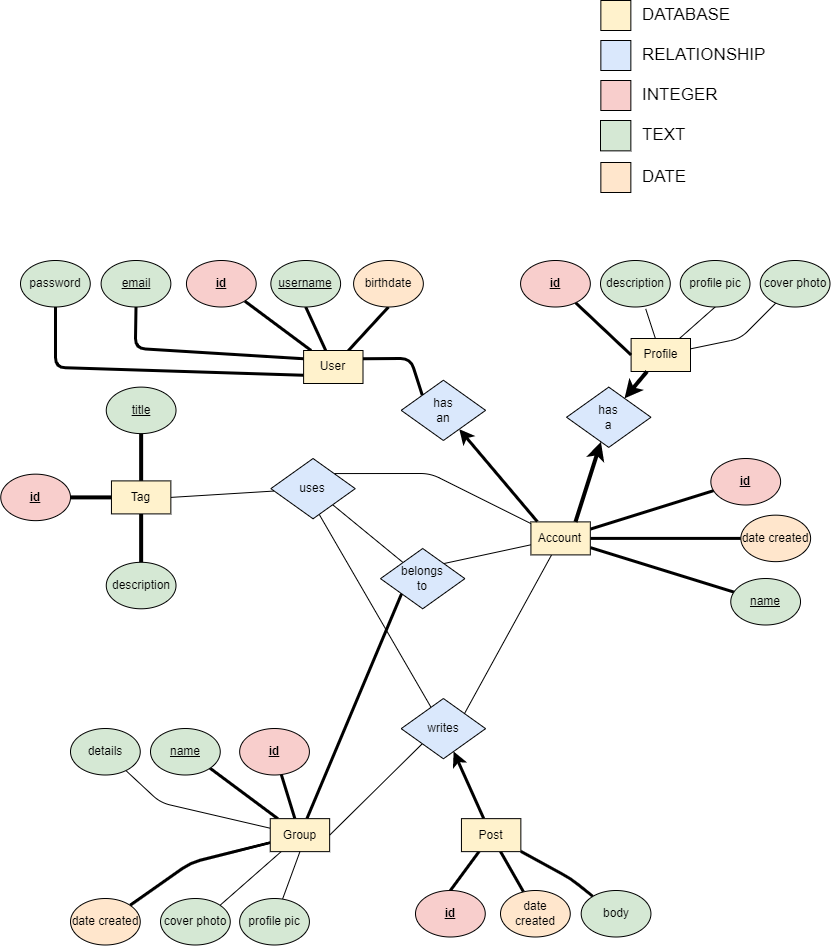 DATABASE
RELATIONSHIP
INTEGER
TEXT
DATE
password
email
id
username
birthdate
id
description
profile pic
cover photo
User
Profile
has
an
has
a
title
id
Tag
uses
id
Account
date created
description
belongs
to
name
writes
details
name
id
Group
Post
date created
cover photo
profile pic
id
date
created
body